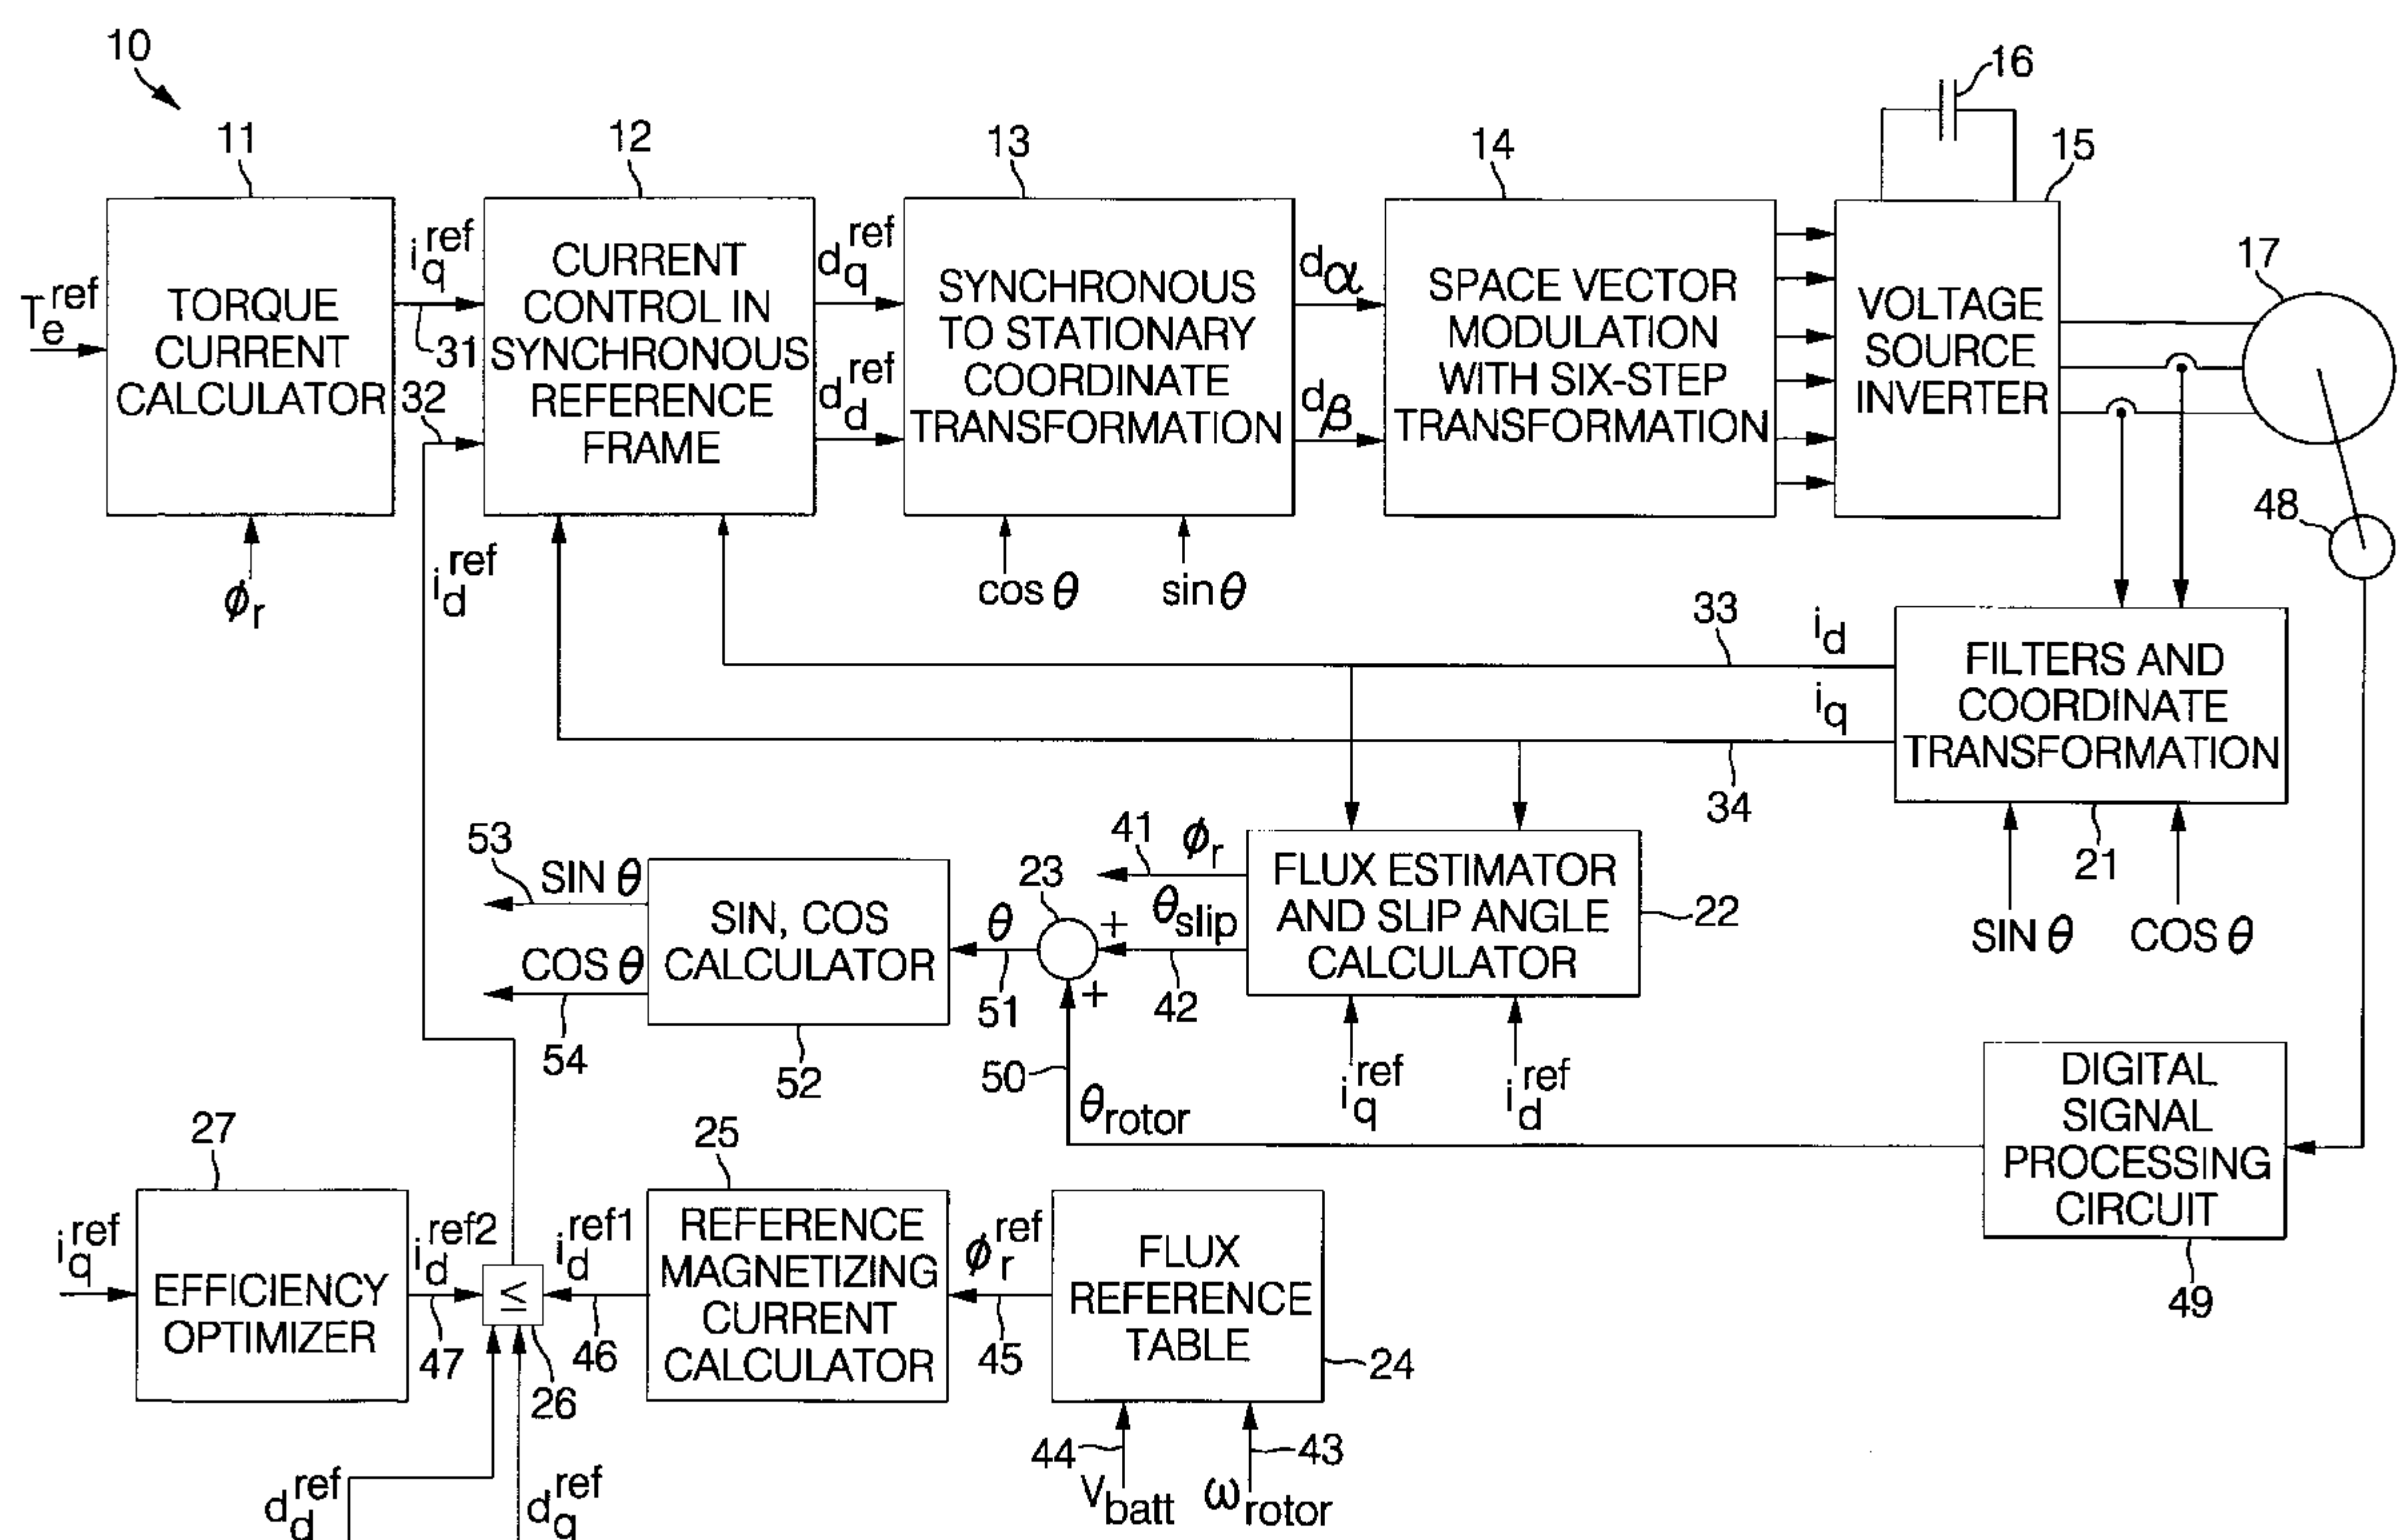 10
16
11
12
13
14
15
17
T_e^ref
TORQUE
CURRENT
CALCULATOR
i_q^ref
31
32
CURRENT
CONTROL IN
SYNCHRONOUS
REFERENCE
FRAME
d_q^ref
d_d^ref
SYNCHRONOUS
TO STATIONARY
COORDINATE
TRANSFORMATION
dα
dβ
SPACE VECTOR
MODULATION
WITH SIX-STEP
TRANSFORMATION
VOLTAGE
SOURCE
INVERTER
48
ϕ_r
i_d^ref
cos θ
sin θ
33
i_d
i_q
34
FILTERS AND
COORDINATE
TRANSFORMATION
21
SIN θ
COS θ
53
SIN θ
COS θ
54
SIN, COS
CALCULATOR
52
23
θ
51
+
+
41
ϕ_r
θ_slip
42
FLUX ESTIMATOR
AND SLIP ANGLE
CALCULATOR
22
i_q^ref
i_d^ref
50
θ_rotor
DIGITAL
SIGNAL
PROCESSING
CIRCUIT
49
27
i_q^ref
EFFICIENCY
OPTIMIZER
i_d^ref2
47
≤
26
i_d^ref1
46
25
REFERENCE
MAGNETIZING
CURRENT
CALCULATOR
ϕ_r^ref
45
FLUX
REFERENCE
TABLE
24
44
43
V_batt
ω_rotor
d_d^ref
d_q^ref